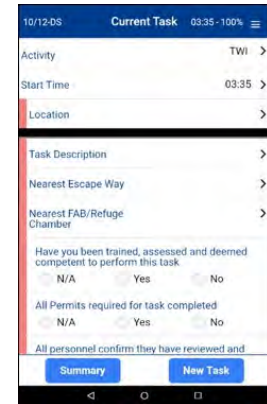 10/12-DS Current Task 03:35 - 100%
Activity TWI
Start Time 03:35
Location
Task Description
Nearest Escape Way
Nearest FAB/Refuge
Chamber
Have you been trained, assessed and deemed
competent to perform this task
N/A Yes No
All Permits required for task completed
N/A Yes No
All personnel confirm they have reviewed and
Summary New Task